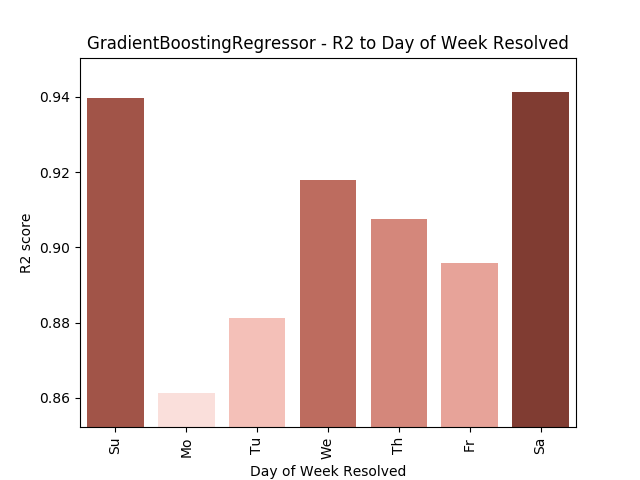 GradientBoostingRegressor - R2 to Day of Week Resolved
0.94
0.92
0.90
0.88
0.86
R2 score
Su
Mo
Tu
We
Th
Fr
Sa
Day of Week Resolved